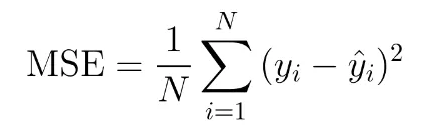 MSE = \frac{1}{N} \sum_{i=1}^{N} (y_i - \hat{y}_i)^2